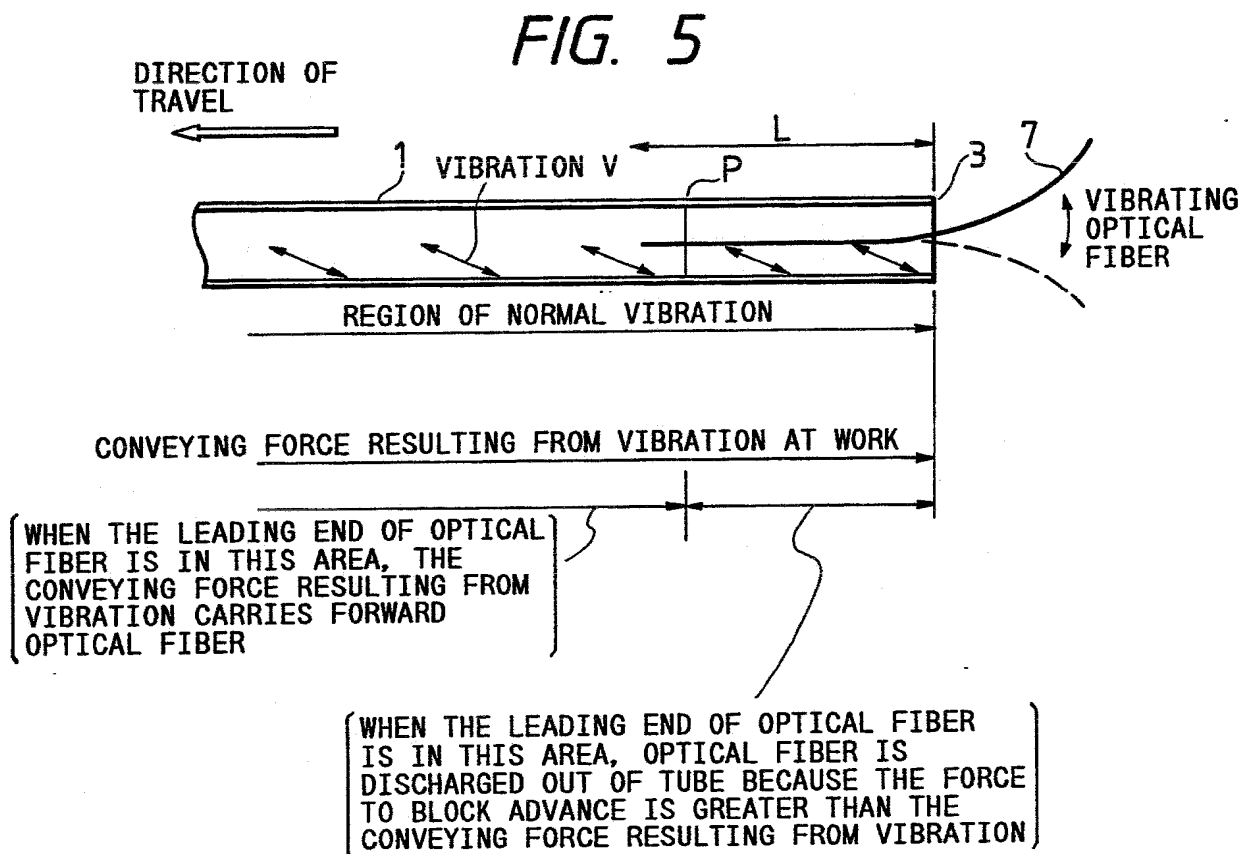 FIG. 5
DIRECTION OF
TRAVEL
L
1
VIBRATION V
P
3
7
VIBRATING
OPTICAL
FIBER
REGION OF NORMAL VIBRATION
CONVEYING FORCE RESULTING FROM VIBRATION AT WORK
WHEN THE LEADING END OF OPTICAL
FIBER IS IN THIS AREA, THE
CONVEYING FORCE RESULTING FROM
VIBRATION CARRIES FORWARD
OPTICAL FIBER
WHEN THE LEADING END OF OPTICAL FIBER
IS IN THIS AREA, OPTICAL FIBER IS
DISCHARGED OUT OF TUBE BECAUSE THE FORCE
TO BLOCK ADVANCE IS GREATER THAN THE
CONVEYING FORCE RESULTING FROM VIBRATION